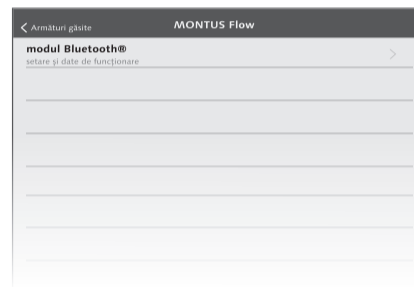 Armături găsite
MONTUS Flow
modul Bluetooth®
setare și date de funcționare